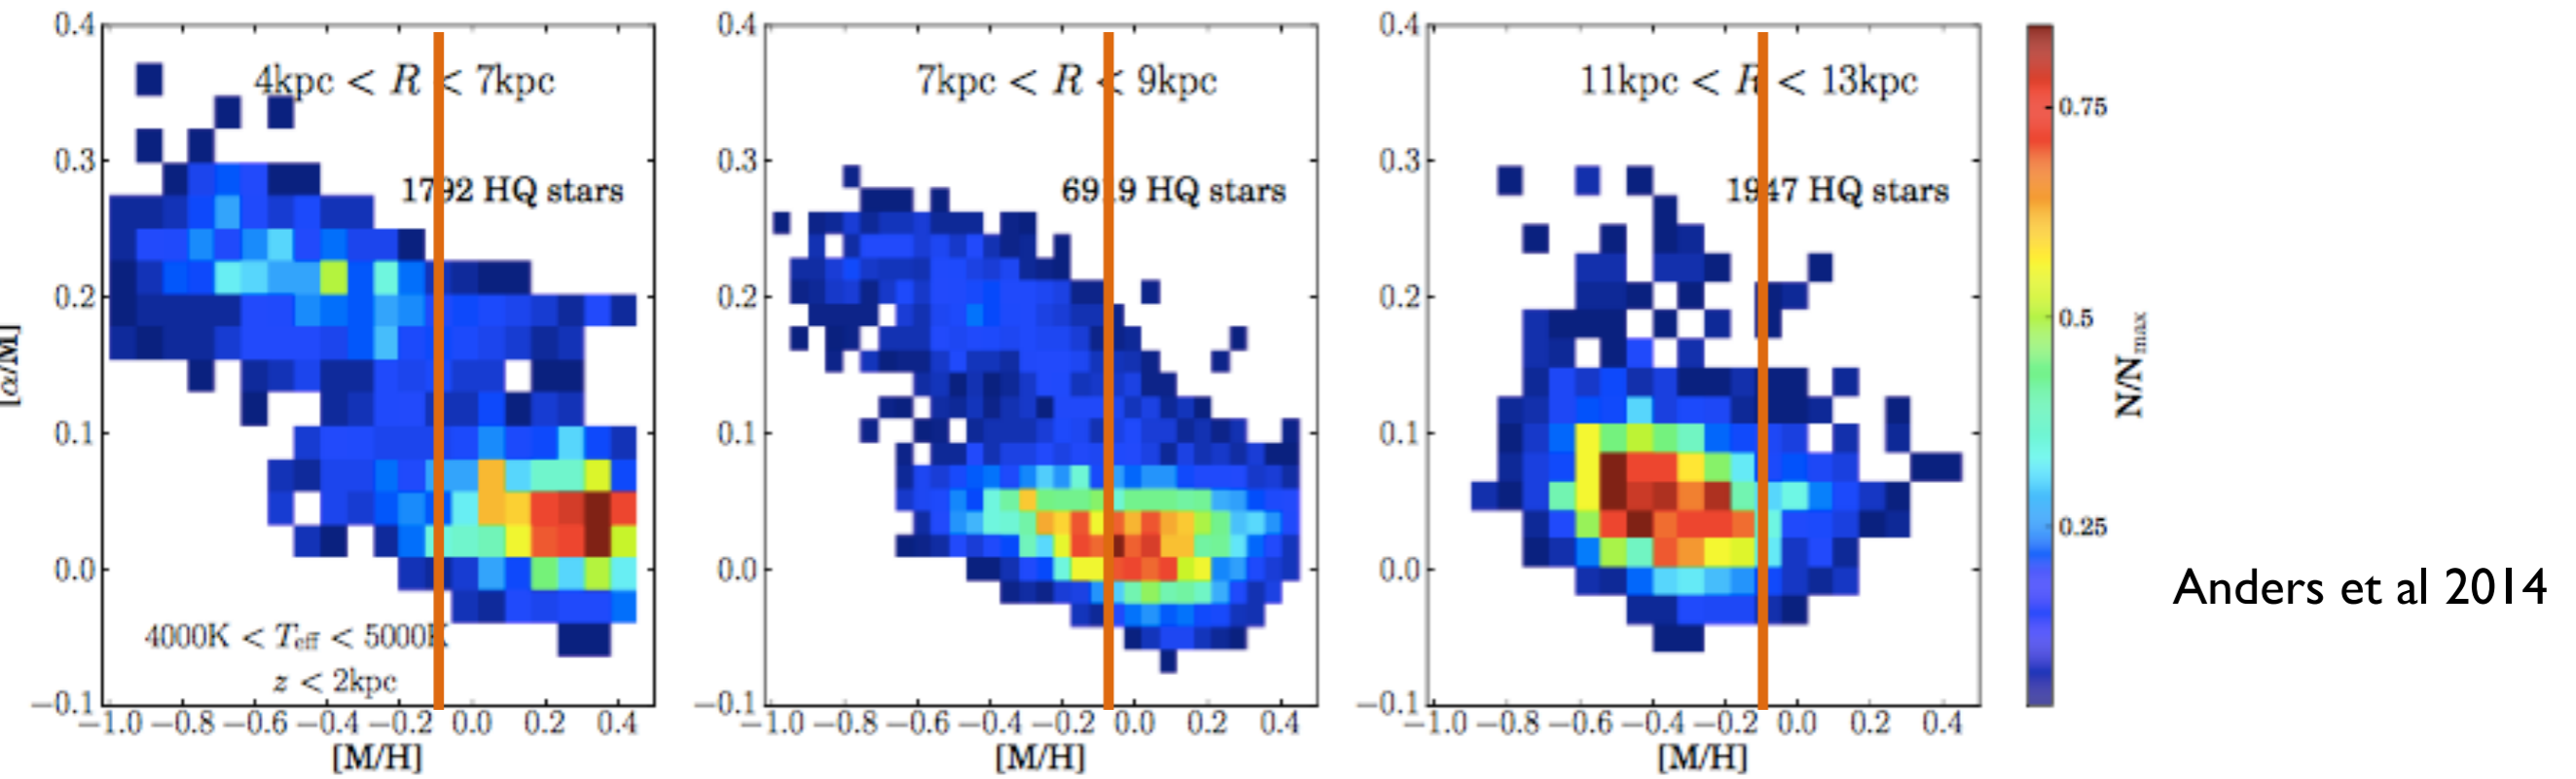 4kpc < R < 7kpc
1792 HQ stars
4000K < Teff < 5000K
z < 2kpc
[α/M]
0.4
0.3
0.2
0.1
0.0
−0.1
−1.0 −0.8 −0.6 −0.4 −0.2 0.0 0.2 0.4
[M/H]
7kpc < R < 9kpc
6919 HQ stars
0.4
0.3
0.2
0.1
0.0
−0.1
−1.0 −0.8 −0.6 −0.4 −0.2 0.0 0.2 0.4
[M/H]
11kpc < R < 13kpc
1947 HQ stars
0.4
0.3
0.2
0.1
0.0
−0.1
−1.0 −0.8 −0.6 −0.4 −0.2 0.0 0.2 0.4
[M/H]
0.75
0.5
0.25
N/Nmax
Anders et al 2014